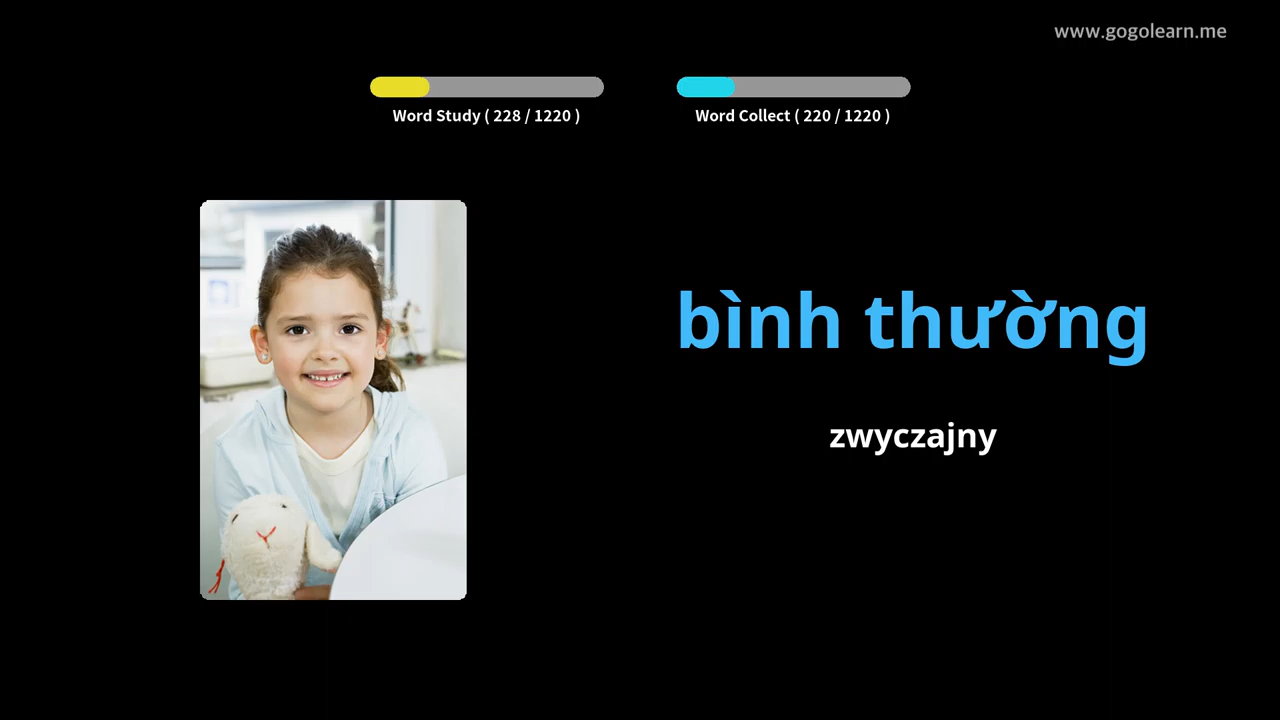 www.gogolearn.me
Word Study ( 228 / 1220 )
Word Collect ( 220 / 1220 )
bình thường
zwyczajny